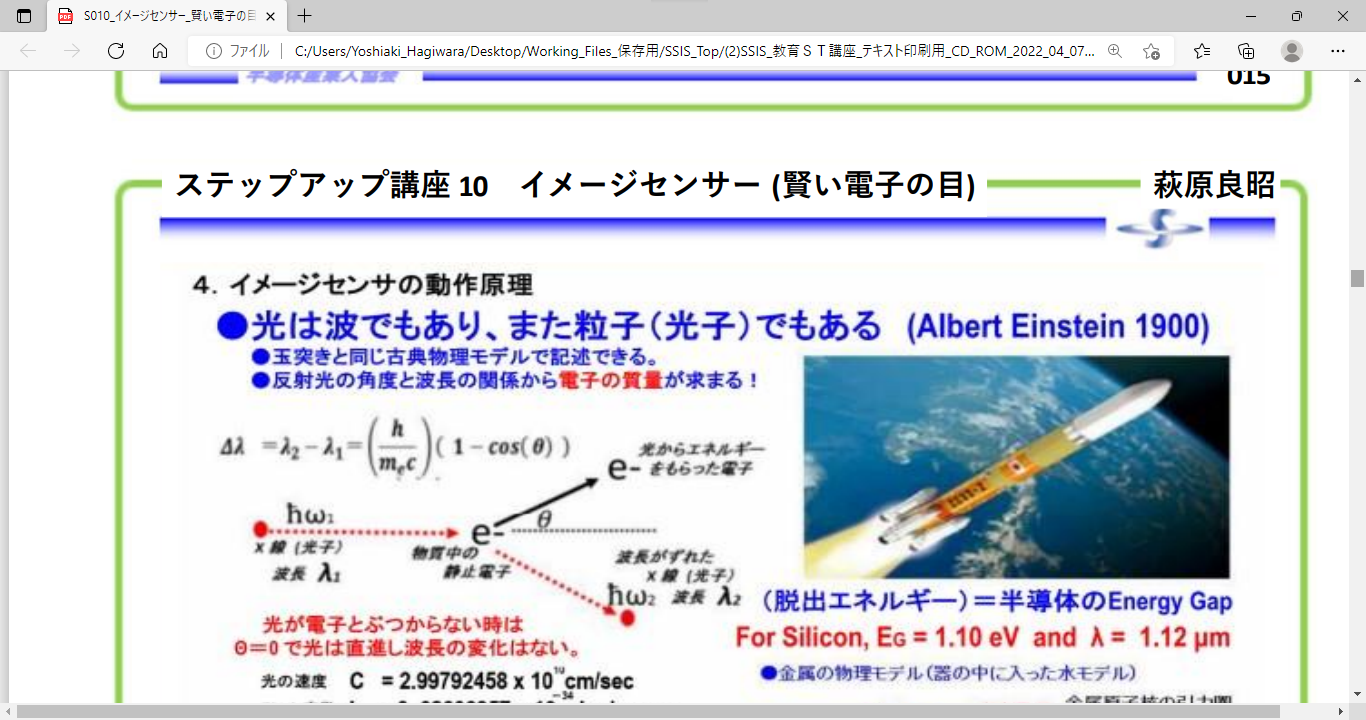 S010_イメージセンサー_賢い電子の目
ファイル C:/Users/Yoshiaki_Hagiwara/Desktop/Working_Files_保存用/SSIS_Top/(2)SSIS_教育ST講座_テキスト印刷用_CD_ROM_2022_04_07...
半導体産業人協会
015
ステップアップ講座 10 イメージセンサー (賢い電子の目) 萩原良昭
4. イメージセンサの動作原理
●光は波でもあり、また粒子(光子)でもある (Albert Einstein 1900)
●玉突きと同じ古典物理モデルで記述できる。
●反射光の角度と波長の関係から電子の質量が求まる!
Δλ =λ₂−λ₁=(h/mₑc)( 1−cos(θ) )
光からエネルギー
e- をもらった電子
ħω₁
θ
e-
x線(光子)
波長 λ₁
物質中の
静止電子
波長がずれた
x線(光子)
ħω₂ 波長 λ₂
(脱出エネルギー)=半導体のEnergy Gap
光が電子とぶつからない時は
Θ=0で光は直進し波長の変化はない。
For Silicon, EG = 1.10 eV and λ = 1.12 μm
●金属の物理モデル(器の中に入った水モデル)
光の速度 C = 2.99792458 x 10¹⁰cm/sec